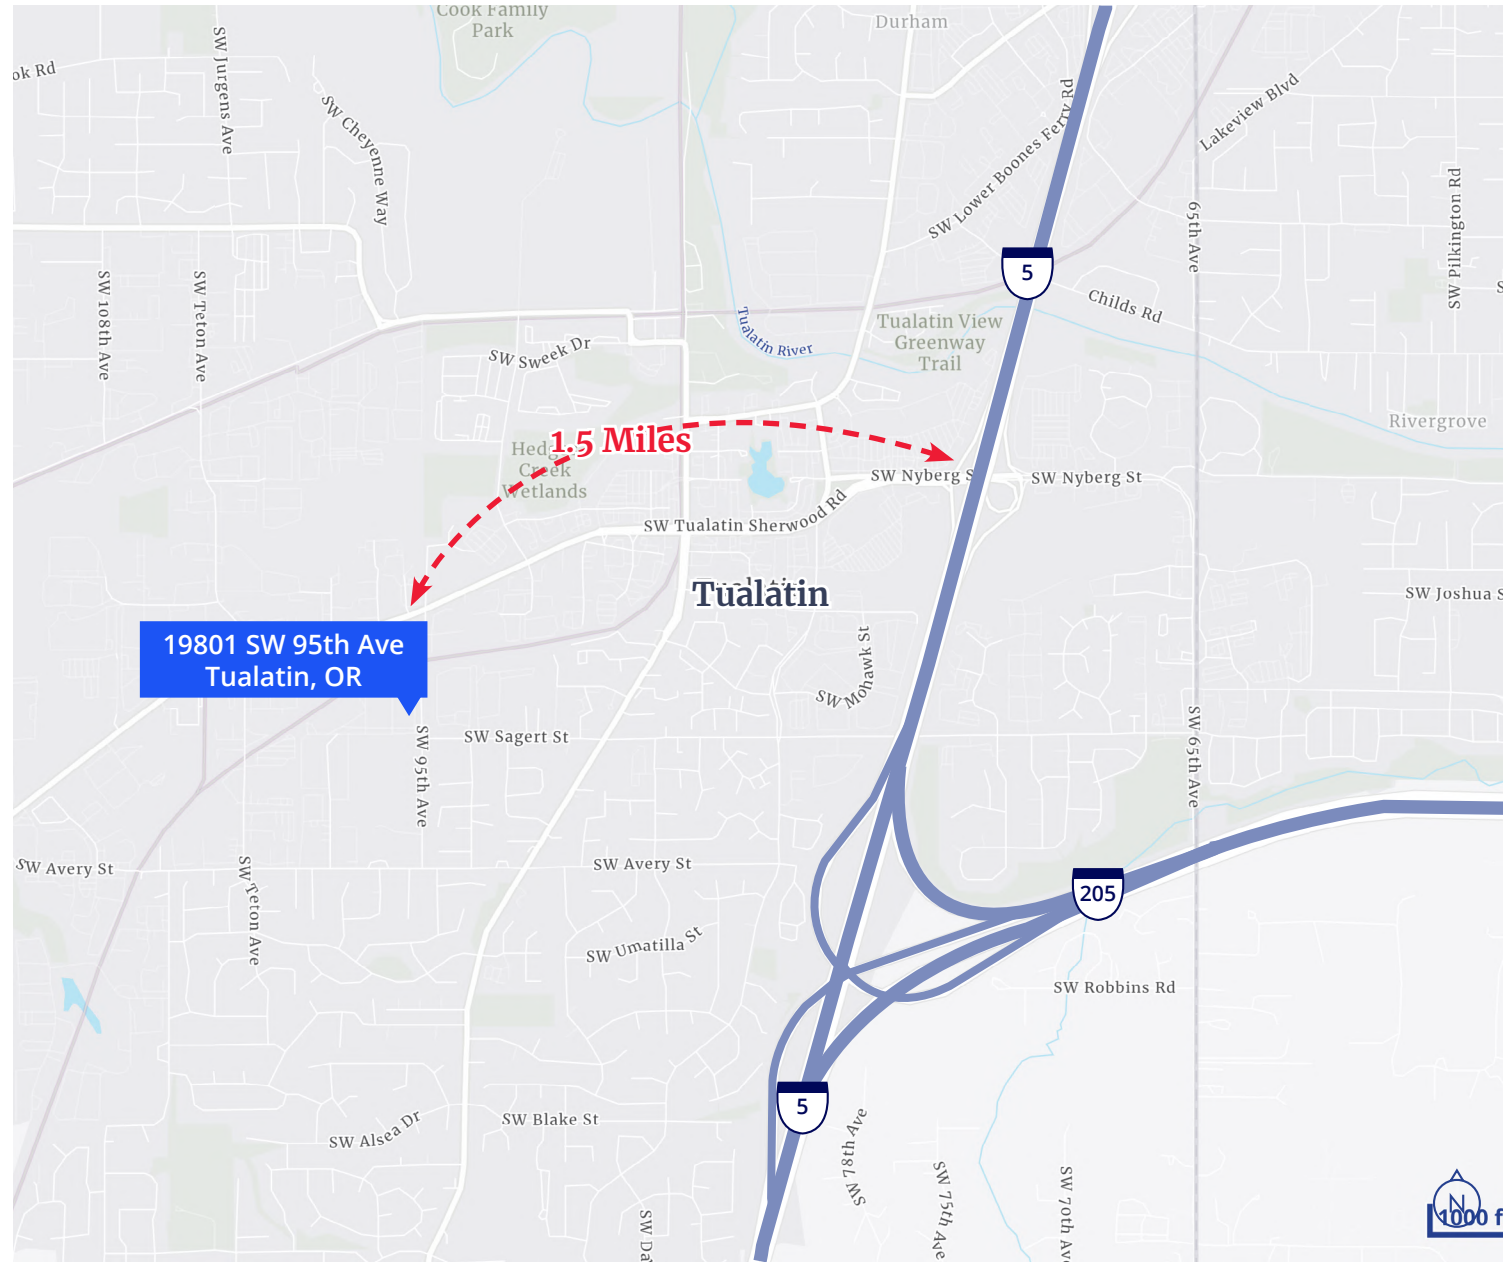 Cook Family
Park
Durham
ok Rd
SW Jurgens Ave
SW Cheyenne Way
SW Lower Boones Ferry Rd
Lakeview Blvd
65th Ave
SW Pilkington Rd
SW 108th Ave
SW Teton Ave
5
Childs Rd
Tualatin River
Tualatin View
Greenway
Trail
SW Sweek Dr
Rivergrove
1.5 Miles
Creek
Wetlands
SW Nyberg S
SW Nyberg St
SW Tualatin Sherwood Rd
Tualatin
SW Joshua S
19801 SW 95th Ave
Tualatin, OR
SW Mohawk St
SW Sagert St
SW 95th Ave
SW 65th Ave
SW Avery St
SW Avery St
SW Teton Ave
205
SW Umatilla St
SW Robbins Rd
5
SW Alsea Dr
SW Blake St
SW 78th Ave
SW 75th Ave
SW 70th Av
SW Da
N
1000 f